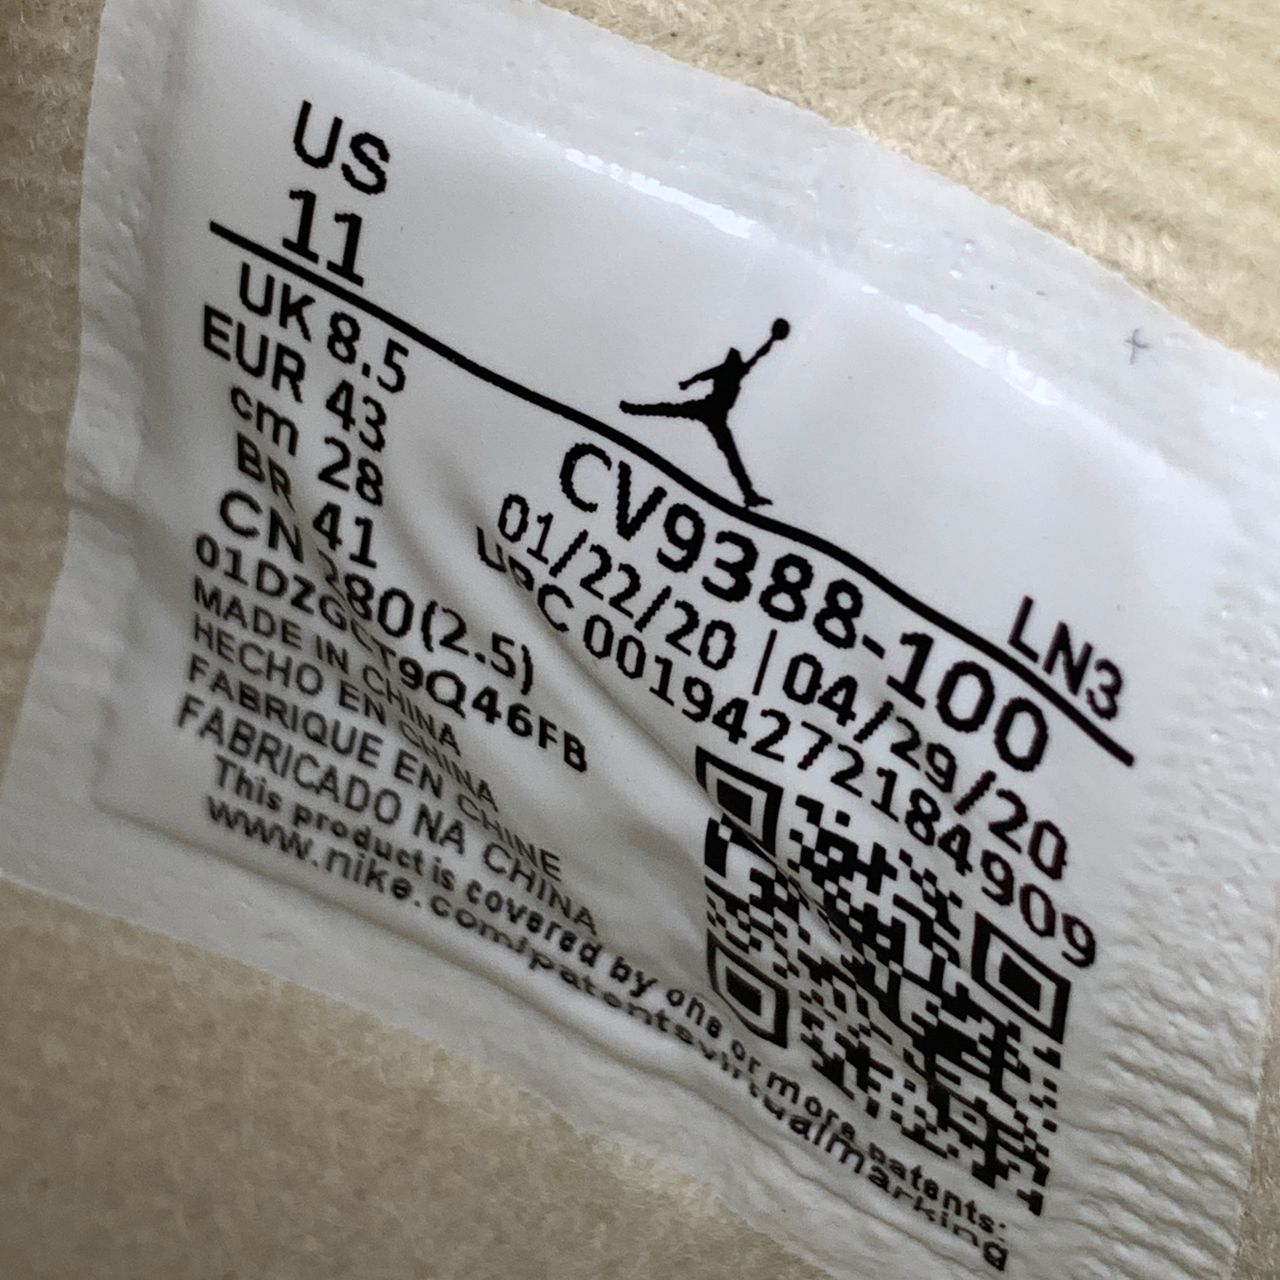 US
11
UK 8.5
EUR 43
cm 28
BR 41
CN 280(2.5)
01DZGCT9Q46FB
MADE IN CHINA
HECHO EN CHINA
FABRIQUE EN CHINE
FABRICADO NA CHINA
This product is covered by one or more patents:
www.nike.com/patentsvirtualmarking
LN3
CV9388-100
01/22/20 | 04/29/20
UPC 00194272184909